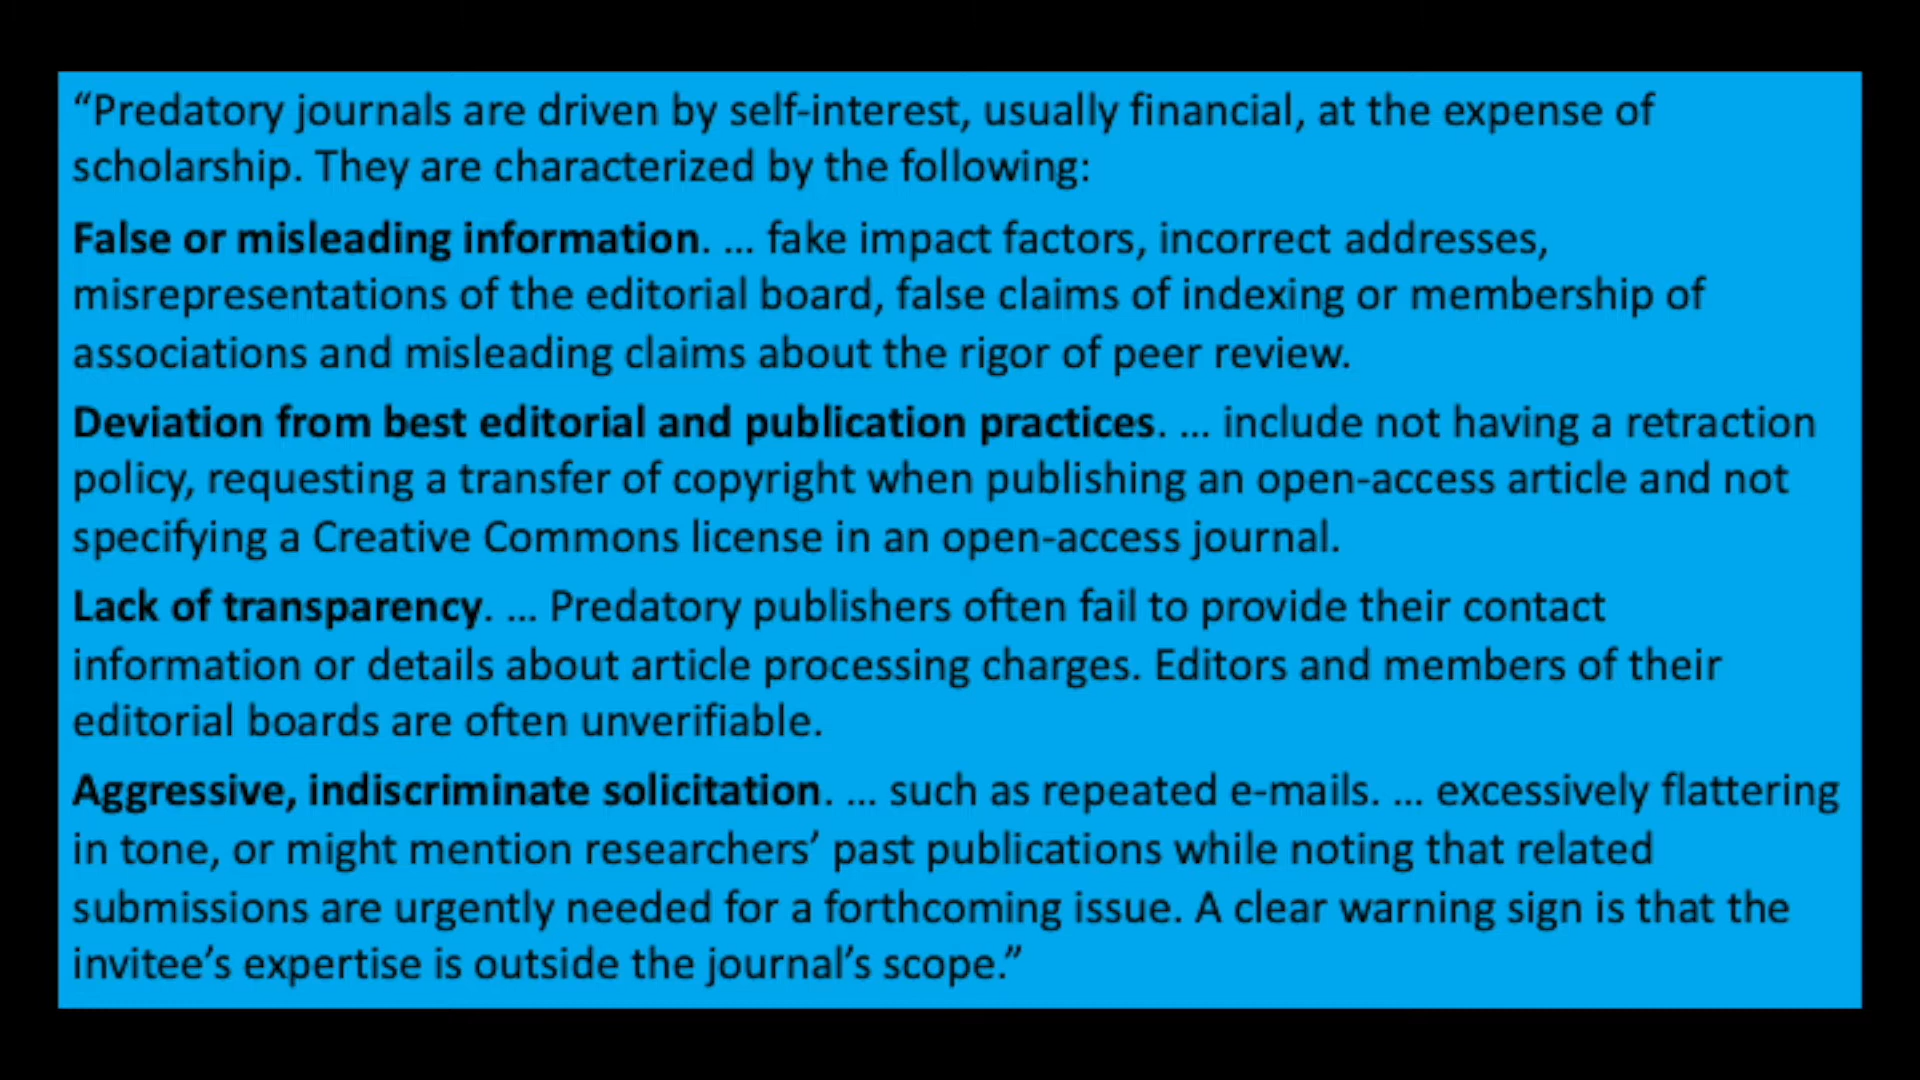 “Predatory journals are driven by self-interest, usually financial, at the expense of
scholarship. They are characterized by the following:
False or misleading information. ... fake impact factors, incorrect addresses,
misrepresentations of the editorial board, false claims of indexing or membership of
associations and misleading claims about the rigor of peer review.
Deviation from best editorial and publication practices. ... include not having a retraction
policy, requesting a transfer of copyright when publishing an open-access article and not
specifying a Creative Commons license in an open-access journal.
Lack of transparency. ... Predatory publishers often fail to provide their contact
information or details about article processing charges. Editors and members of their
editorial boards are often unverifiable.
Aggressive, indiscriminate solicitation. ... such as repeated e-mails. ... excessively flattering
in tone, or might mention researchers’ past publications while noting that related
submissions are urgently needed for a forthcoming issue. A clear warning sign is that the
invitee’s expertise is outside the journal’s scope.”